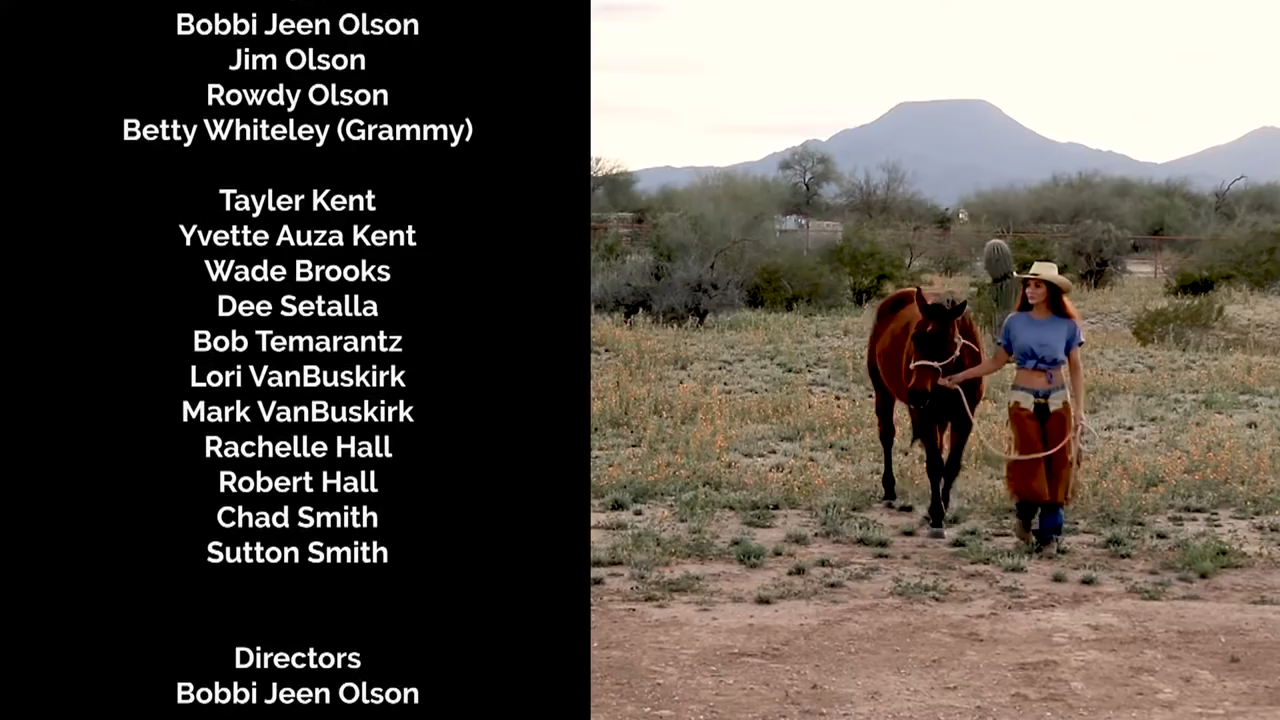 Bobbi Jeen Olson
Jim Olson
Rowdy Olson
Betty Whiteley (Grammy)
Tayler Kent
Yvette Auza Kent
Wade Brooks
Dee Setalla
Bob Temarantz
Lori VanBuskirk
Mark VanBuskirk
Rachelle Hall
Robert Hall
Chad Smith
Sutton Smith
Directors
Bobbi Jeen Olson